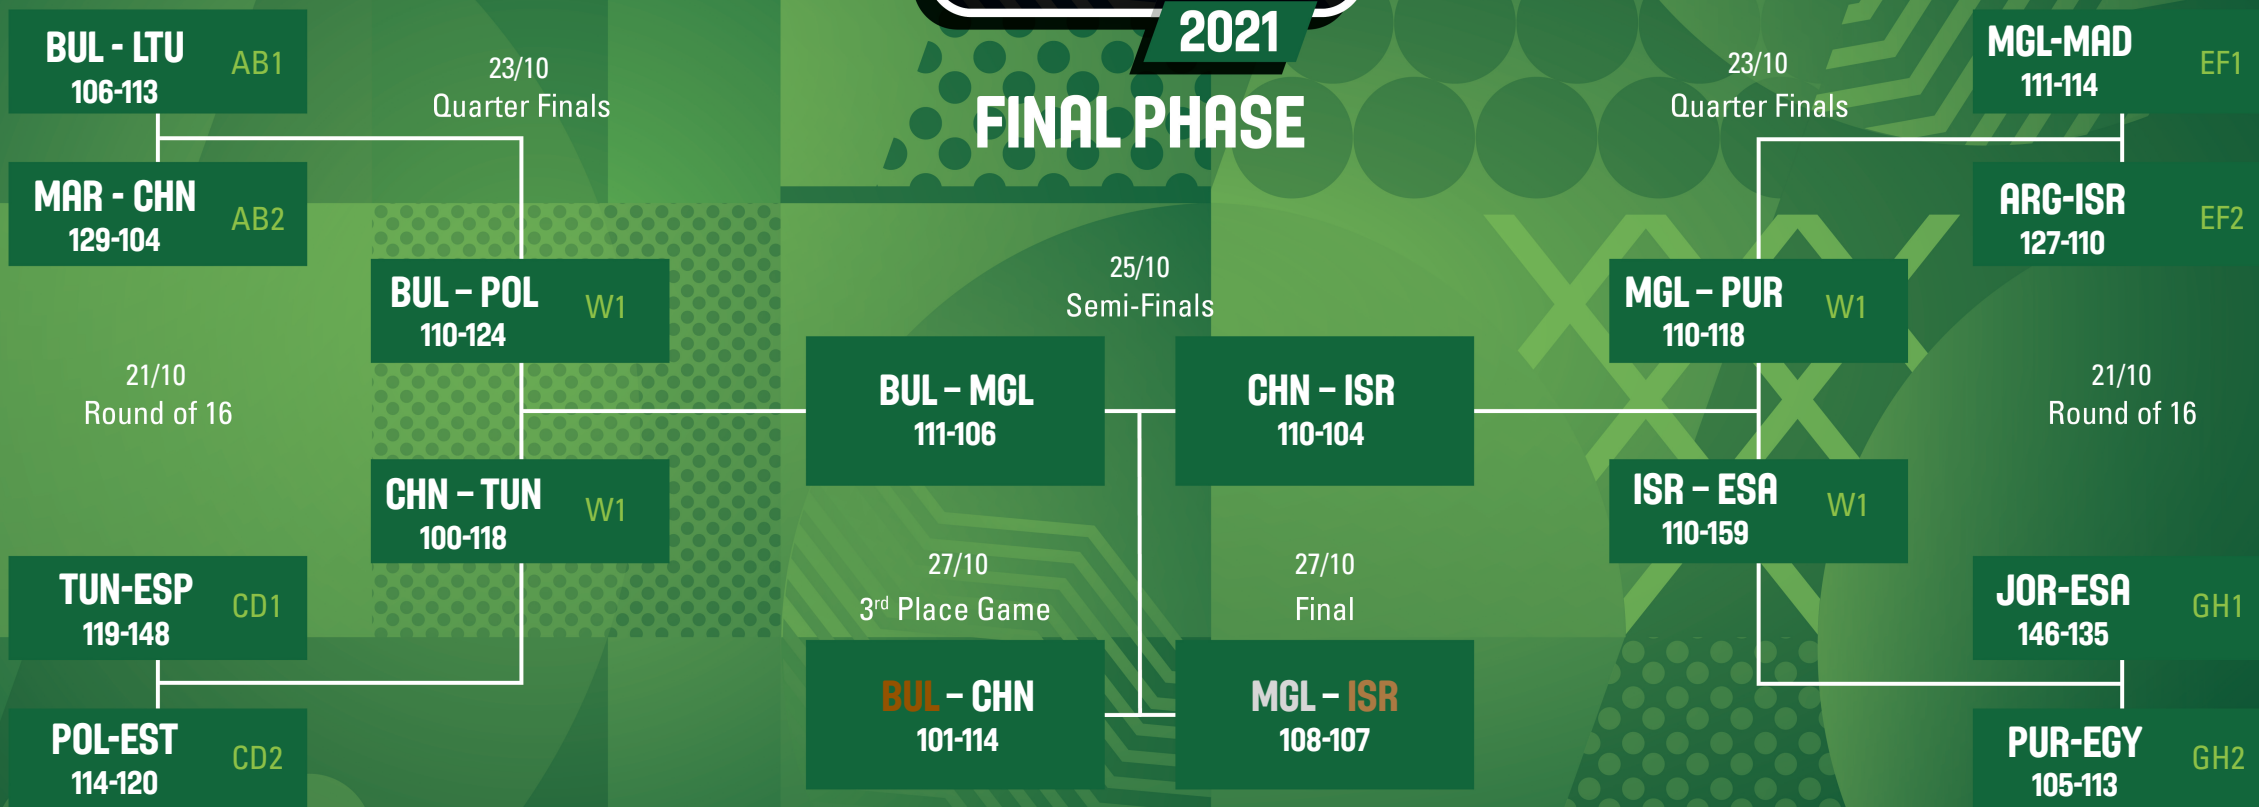 2021
FINAL PHASE
BUL - LTU
106-113
AB1
MAR - CHN
129-104
AB2
23/10
Quarter Finals
BUL – POL
110-124
W1
21/10
Round of 16
CHN – TUN
100-118
W1
TUN-ESP
119-148
CD1
POL-EST
114-120
CD2
25/10
Semi-Finals
BUL – MGL
111-106
CHN – ISR
110-104
27/10
3rd Place Game
BUL – CHN
101-114
27/10
Final
MGL – ISR
108-107
23/10
Quarter Finals
MGL-MAD
111-114
EF1
ARG-ISR
127-110
EF2
MGL – PUR
110-118
W1
21/10
Round of 16
ISR – ESA
110-159
W1
JOR-ESA
146-135
GH1
PUR-EGY
105-113
GH2